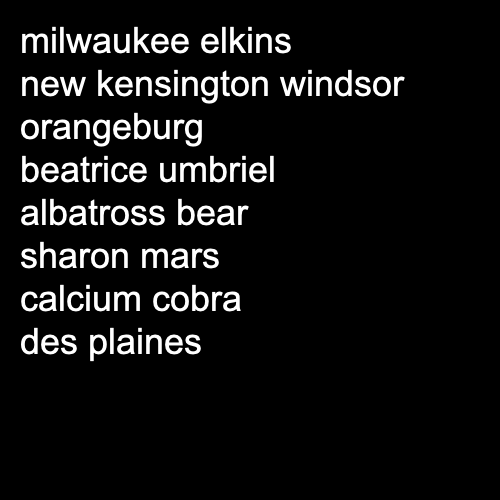 milwaukee elkins
new kensington windsor
orangeburg
beatrice umbriel
albatross bear
sharon mars
calcium cobra
des plaines